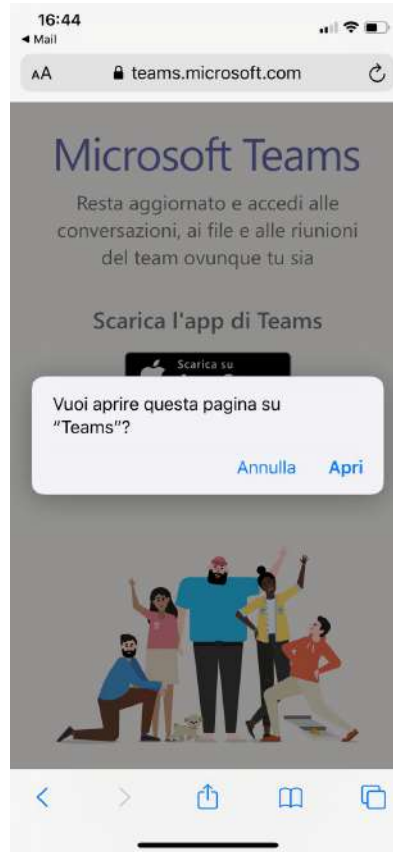 16:44
◀ Mail
AA teams.microsoft.com
Microsoft Teams
Resta aggiornato e accedi alle
conversazioni, ai file e alle riunioni
del team ovunque tu sia
Scarica l'app di Teams
Scarica su
Vuoi aprire questa pagina su
"Teams"?
Annulla Apri